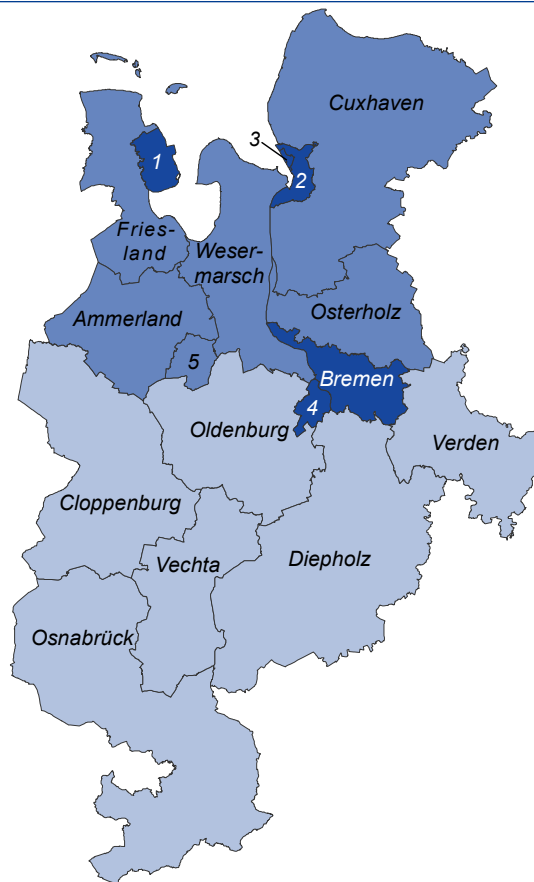 Cuxhaven
3
1
2
Fries-
land
Weser-
marsch
Ammerland
Osterholz
5
Bremen
4
Oldenburg
Verden
Cloppenburg
Vechta
Diepholz
Osnabrück